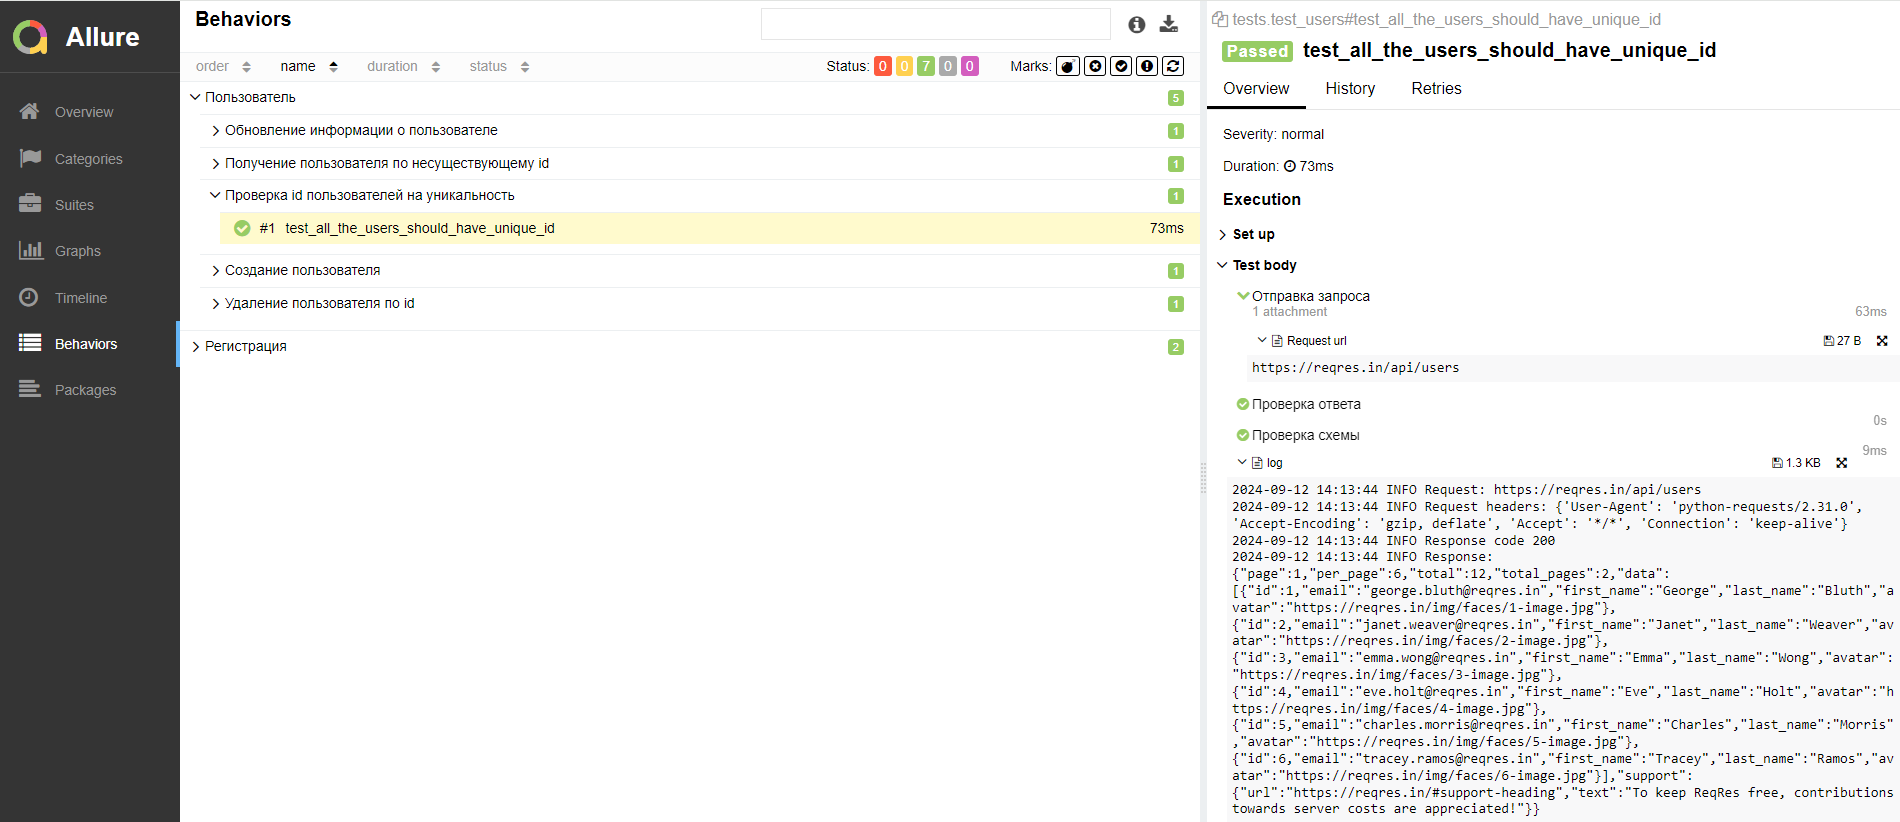 Allure
Overview
Categories
Suites
Graphs
Timeline
Behaviors
Packages
Behaviors
order name duration status
Status: 0 0 7 0 0 Marks:
Пользователь 5
Обновление информации о пользователе 1
Получение пользователя по несуществующему id 1
Проверка id пользователей на уникальность 1
#1 test_all_the_users_should_have_unique_id 73ms
Создание пользователя 1
Удаление пользователя по id 1
Регистрация 2
tests.test_users#test_all_the_users_should_have_unique_id
Passed test_all_the_users_should_have_unique_id
Overview History Retries
Severity: normal
Duration: 73ms
Execution
Set up
Test body
Отправка запроса
1 attachment 63ms
Request url 27 B
https://reqres.in/api/users
Проверка ответа
0s
Проверка схемы
9ms
log 1.3 KB
2024-09-12 14:13:44 INFO Request: https://reqres.in/api/users
2024-09-12 14:13:44 INFO Request headers: {'User-Agent': 'python-requests/2.31.0',
'Accept-Encoding': 'gzip, deflate', 'Accept': '*/*', 'Connection': 'keep-alive'}
2024-09-12 14:13:44 INFO Response code 200
2024-09-12 14:13:44 INFO Response:
{"page":1,"per_page":6,"total":12,"total_pages":2,"data":
[{"id":1,"email":"george.bluth@reqres.in","first_name":"George","last_name":"Bluth","a
vatar":"https://reqres.in/img/faces/1-image.jpg"},
{"id":2,"email":"janet.weaver@reqres.in","first_name":"Janet","last_name":"Weaver","av
atar":"https://reqres.in/img/faces/2-image.jpg"},
{"id":3,"email":"emma.wong@reqres.in","first_name":"Emma","last_name":"Wong","avatar":
"https://reqres.in/img/faces/3-image.jpg"},
{"id":4,"email":"eve.holt@reqres.in","first_name":"Eve","last_name":"Holt","avatar":"h
ttps://reqres.in/img/faces/4-image.jpg"},
{"id":5,"email":"charles.morris@reqres.in","first_name":"Charles","last_name":"Morris"
,"avatar":"https://reqres.in/img/faces/5-image.jpg"},
{"id":6,"email":"tracey.ramos@reqres.in","first_name":"Tracey","last_name":"Ramos","av
atar":"https://reqres.in/img/faces/6-image.jpg"}],"support":
{"url":"https://reqres.in/#support-heading","text":"To keep ReqRes free, contributions
towards server costs are appreciated!"}}